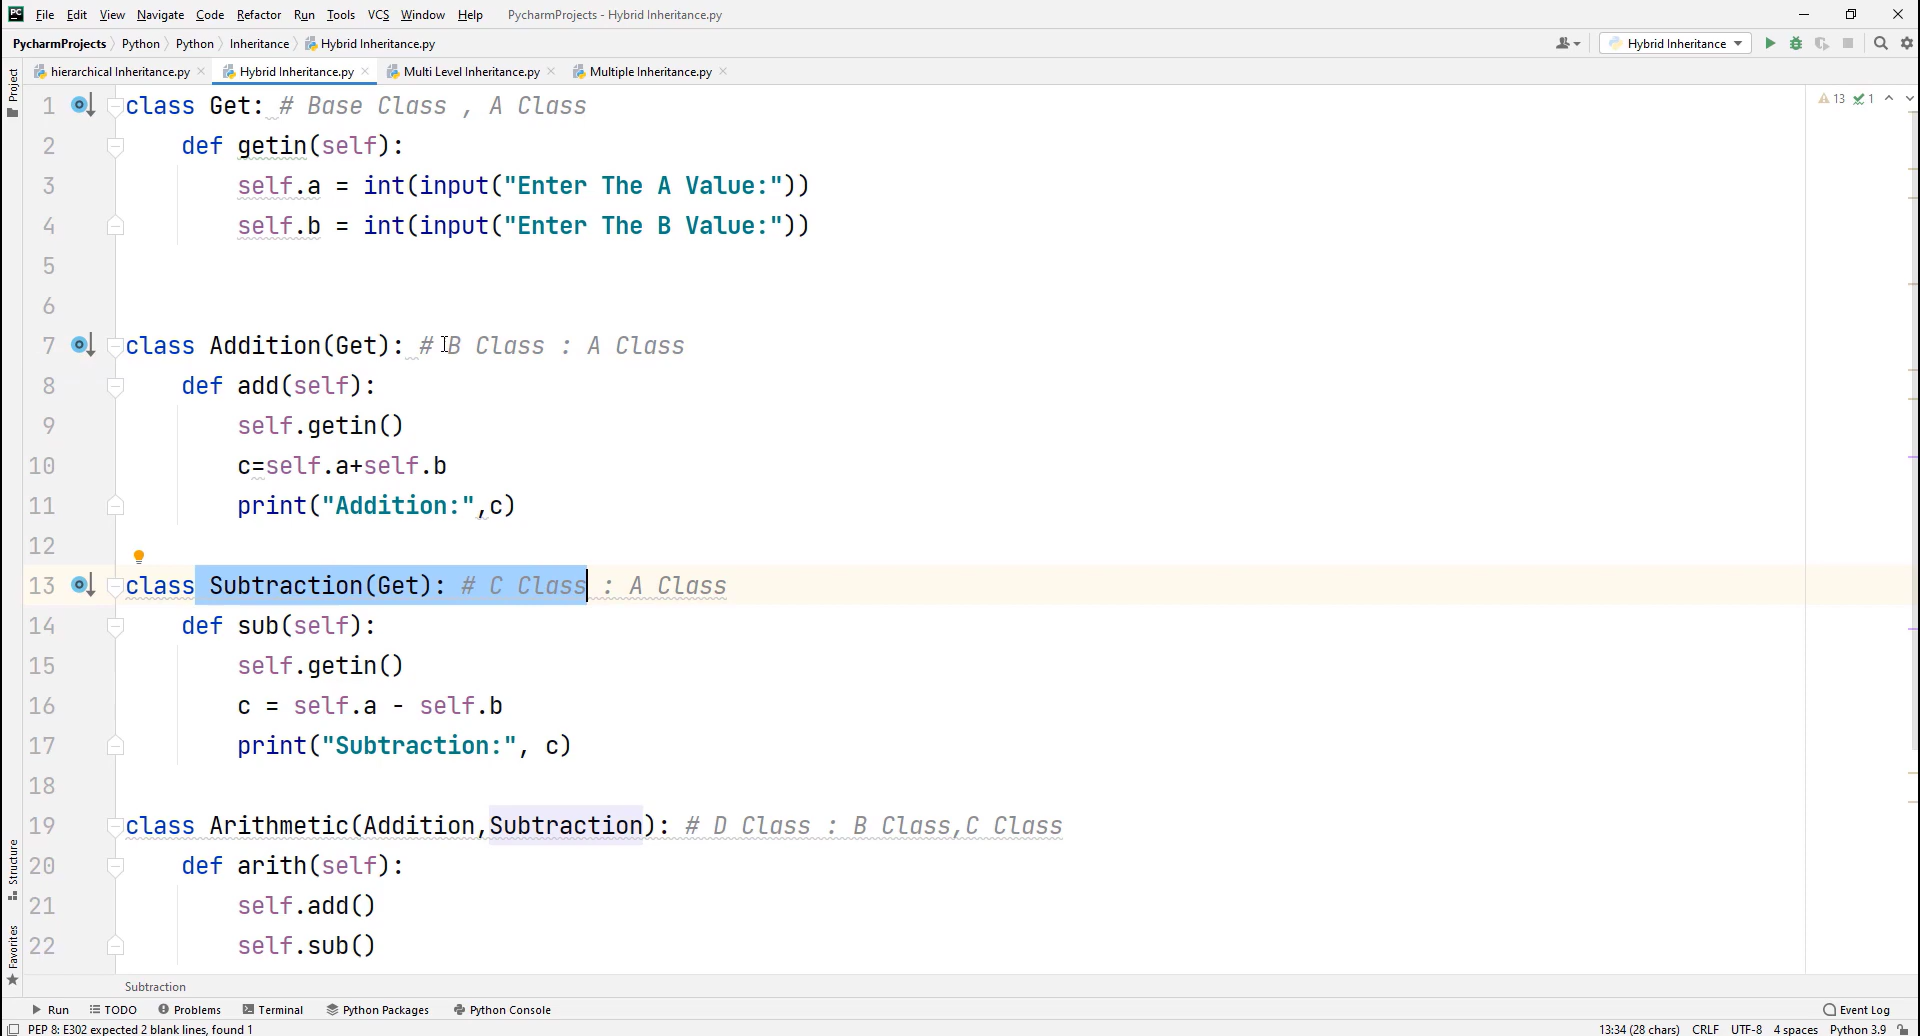 PC File Edit View Navigate Code Refactor Run Tools VCS Window Help PycharmProjects - Hybrid Inheritance.py
PycharmProjects Python Python Inheritance Hybrid Inheritance.py Hybrid Inheritance
hierarchical Inheritance.py Hybrid Inheritance.py Multi Level Inheritance.py Multiple Inheritance.py
Project
13 1
1 class Get: # Base Class , A Class
2 def getin(self):
3 self.a = int(input("Enter The A Value:"))
4 self.b = int(input("Enter The B Value:"))
5
6
7 class Addition(Get): # B Class : A Class
8 def add(self):
9 self.getin()
10 c=self.a+self.b
11 print("Addition:",c)
12
13 class Subtraction(Get): # C Class : A Class
14 def sub(self):
15 self.getin()
16 c = self.a - self.b
17 print("Subtraction:", c)
18
19 class Arithmetic(Addition,Subtraction): # D Class : B Class,C Class
20 def arith(self):
21 self.add()
22 self.sub()
Structure
Favorites
Subtraction
Run TODO Problems Terminal Python Packages Python Console Event Log
PEP 8: E302 expected 2 blank lines, found 1 13:34 (28 chars) CRLF UTF-8 4 spaces Python 3.9